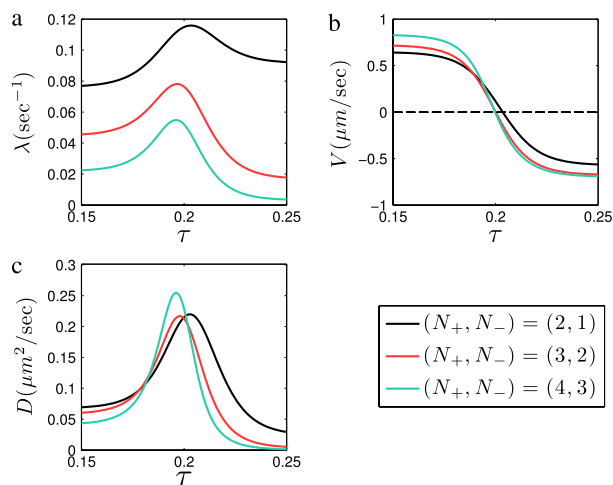 a
0.12
0.1
0.08
0.06
0.04
0.02
0
0.15
0.2
0.25
λ(sec⁻¹)
τ
b
1
0.5
0
−0.5
−1
0.15
0.2
0.25
V(μm/sec)
τ
c
0.3
0.25
0.2
0.15
0.1
0.05
0
0.15
0.2
0.25
D(μm²/sec)
τ
(N₊, N₋) = (2, 1)
(N₊, N₋) = (3, 2)
(N₊, N₋) = (4, 3)